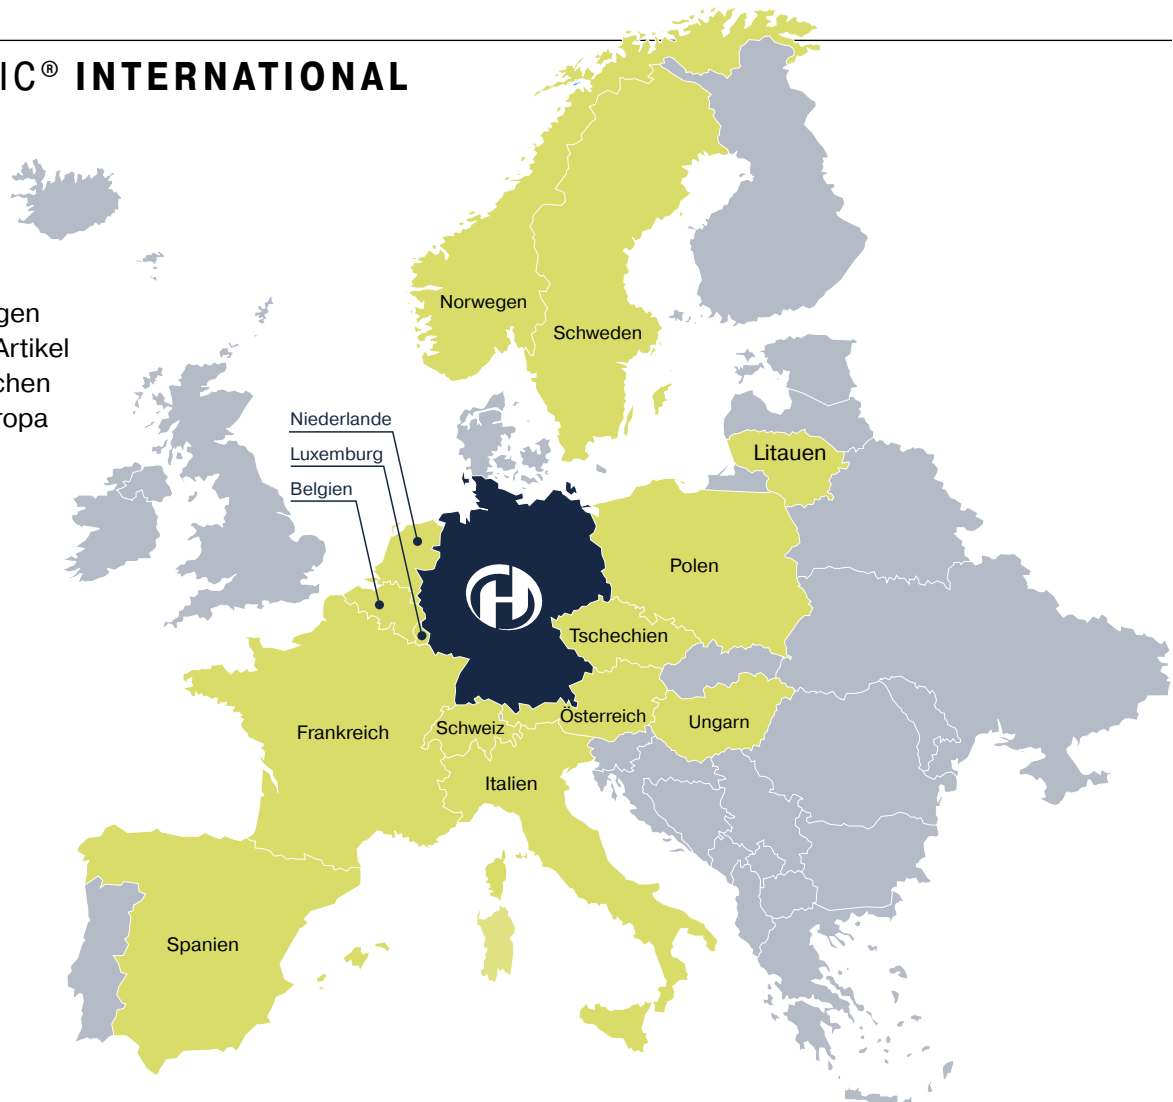 IC® INTERNATIONAL
gen
Artikel
chen
ropa
Norwegen
Schweden
Niederlande
Luxemburg
Belgien
Litauen
Polen
Tschechien
Österreich
Ungarn
Schweiz
Frankreich
Italien
Spanien
H